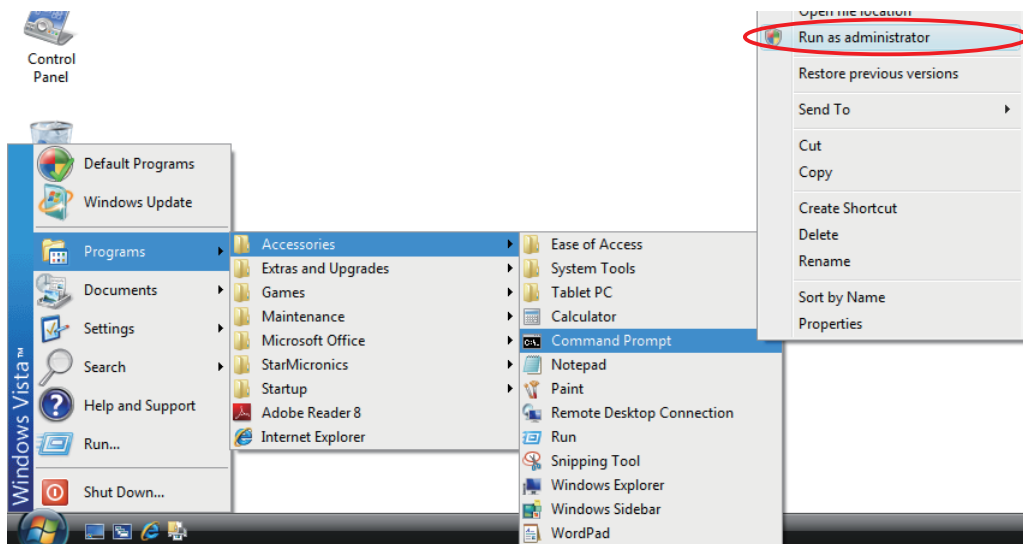 Control
Panel
Default Programs
Windows Update
Programs
Documents
Settings
Search
Help and Support
Run...
Shut Down...
Windows Vista™
Accessories
Extras and Upgrades
Games
Maintenance
Microsoft Office
StarMicronics
Startup
Adobe Reader 8
Internet Explorer
Ease of Access
System Tools
Tablet PC
Calculator
Command Prompt
Notepad
Paint
Remote Desktop Connection
Run
Snipping Tool
Windows Explorer
Windows Sidebar
WordPad
Open file location
Run as administrator
Restore previous versions
Send To
Cut
Copy
Create Shortcut
Delete
Rename
Sort by Name
Properties